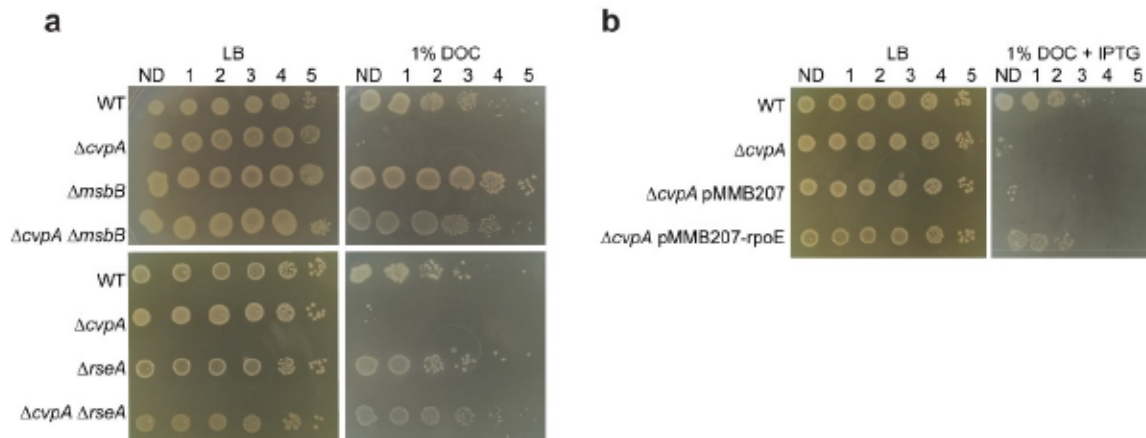 a
LB 1% DOC
ND 1 2 3 4 5 ND 1 2 3 4 5
WT
ΔcvpA
ΔmsbB
ΔcvpA ΔmsbB
WT
ΔcvpA
ΔrseA
ΔcvpA ΔrseA
b
LB 1% DOC + IPTG
ND 1 2 3 4 5 ND 1 2 3 4 5
WT
ΔcvpA
ΔcvpA pMMB207
ΔcvpA pMMB207-rpoE